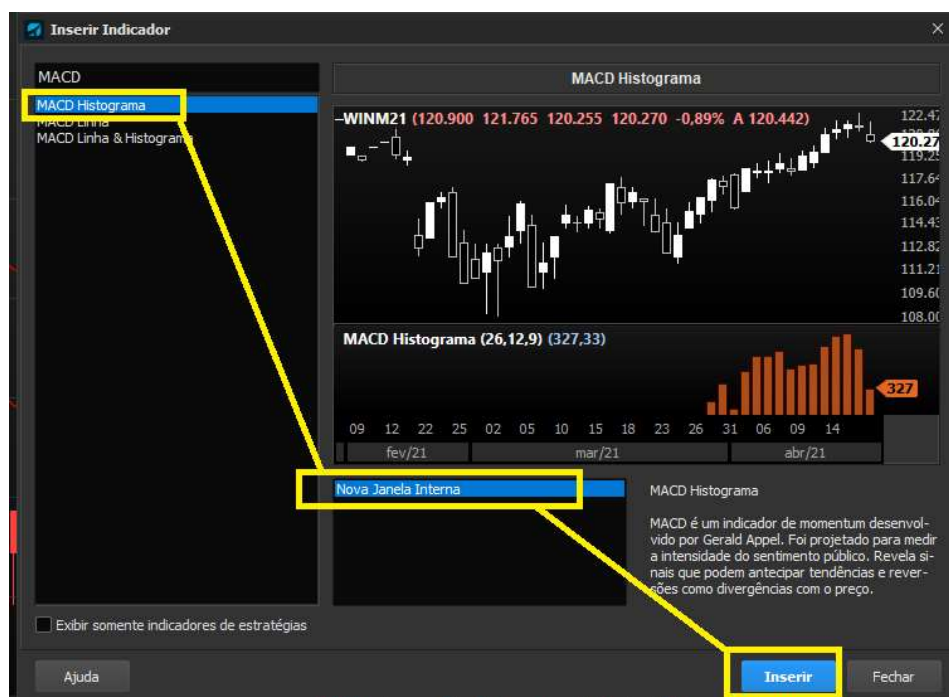 Inserir Indicador
MACD
MACD Histograma
MACD Linha
MACD Linha & Histograma
MACD Histograma
WINM21 (120.900 121.765 120.255 120.270 -0,89% A 120.442)
122.47
120.27
119.25
117.64
116.04
114.43
112.82
111.21
109.60
108.00
MACD Histograma (26,12,9) (327,33)
327
09 12 22 25 02 05 10 15 18 23 26 31 06 09 14
fev/21 mar/21 abr/21
Nova Janela Interna
MACD Histograma
MACD é um indicador de momentum desenvol-
vido por Gerald Appel. Foi projetado para medir
a intensidade do sentimento público. Revela si-
nais que podem antecipar tendências e rever-
sões como divergências com o preço.
Exibir somente indicadores de estratégias
Ajuda
Inserir
Fechar